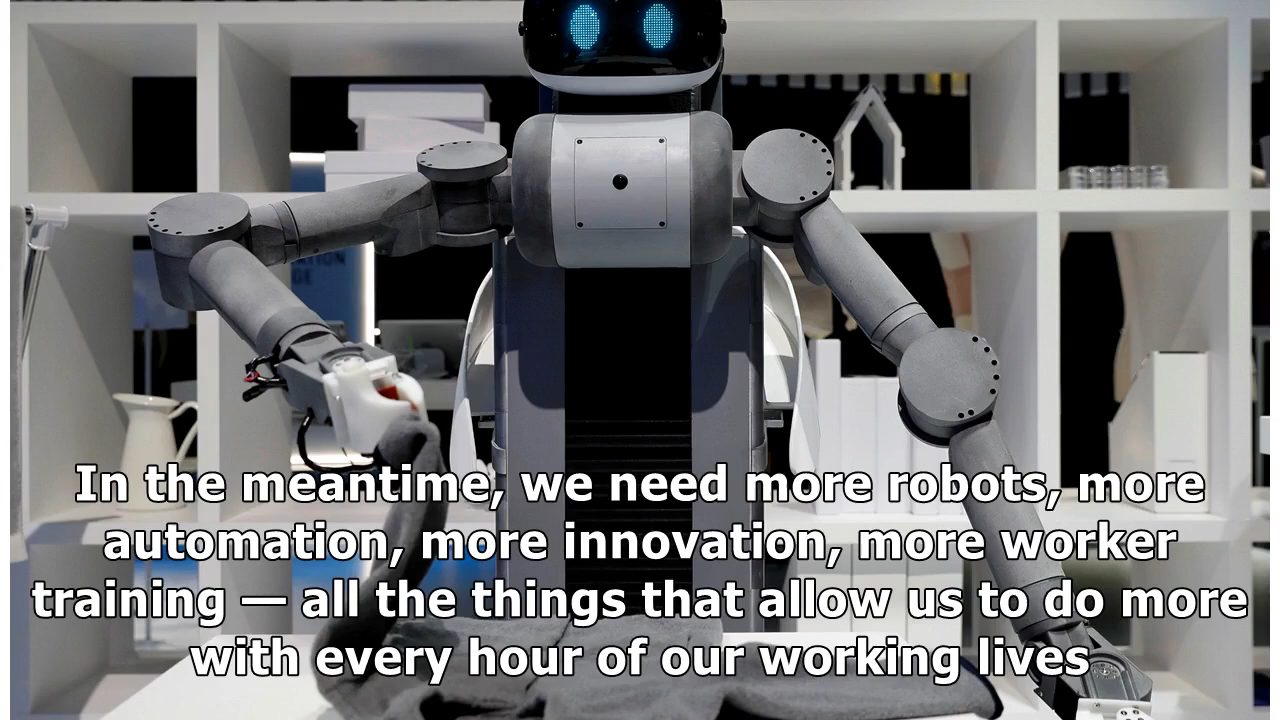 In the meantime, we need more robots, more
automation, more innovation, more worker
training — all the things that allow us to do more
with every hour of our working lives